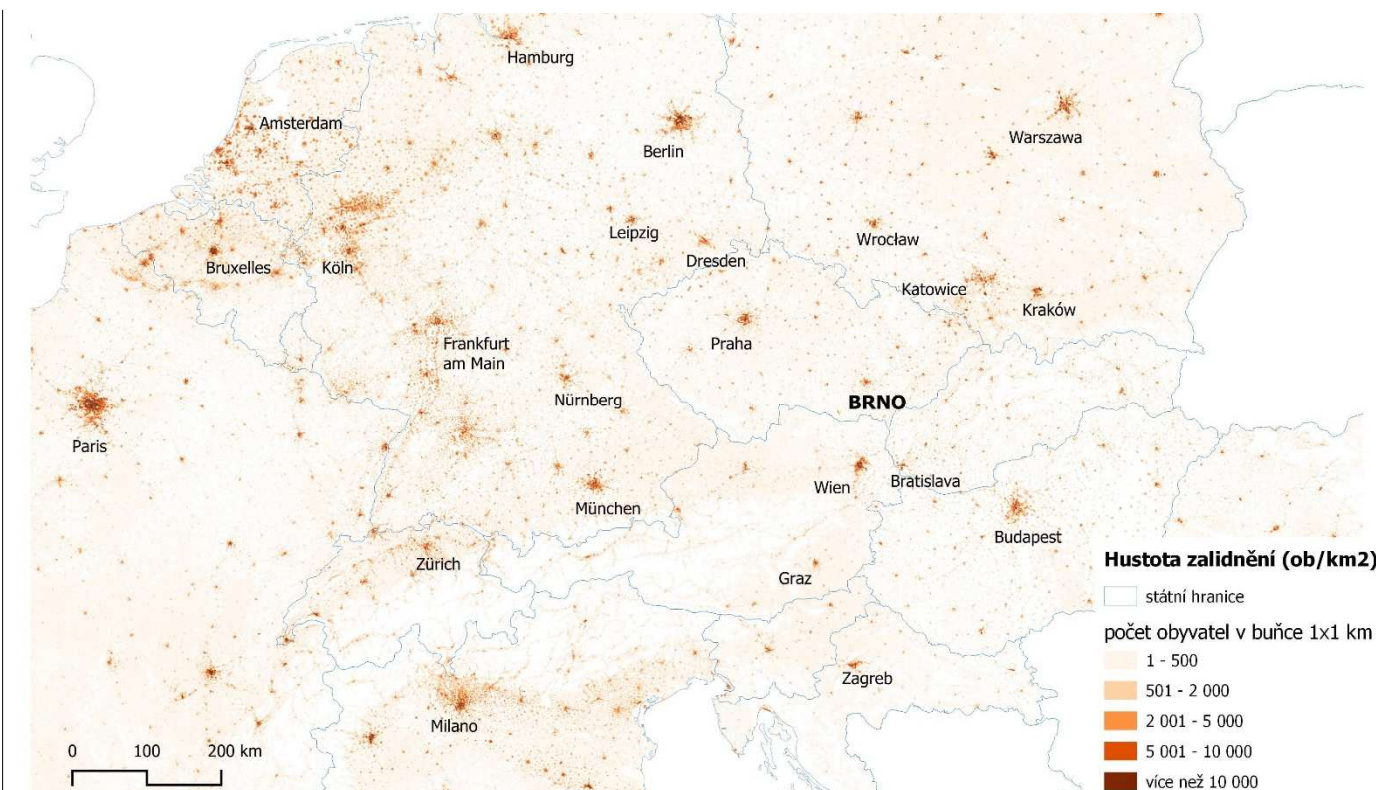 Hamburg
Amsterdam
Berlin
Warszawa
Leipzig
Wrocław
Dresden
Bruxelles
Köln
Katowice
Kraków
Praha
Frankfurt
am Main
Nürnberg
BRNO
Paris
Wien
Bratislava
München
Budapest
Zürich
Graz
Zagreb
Milano
0 100 200 km
Hustota zalidnění (ob/km2)
státní hranice
počet obyvatel v buňce 1x1 km
1 - 500
501 - 2 000
2 001 - 5 000
5 001 - 10 000
více než 10 000